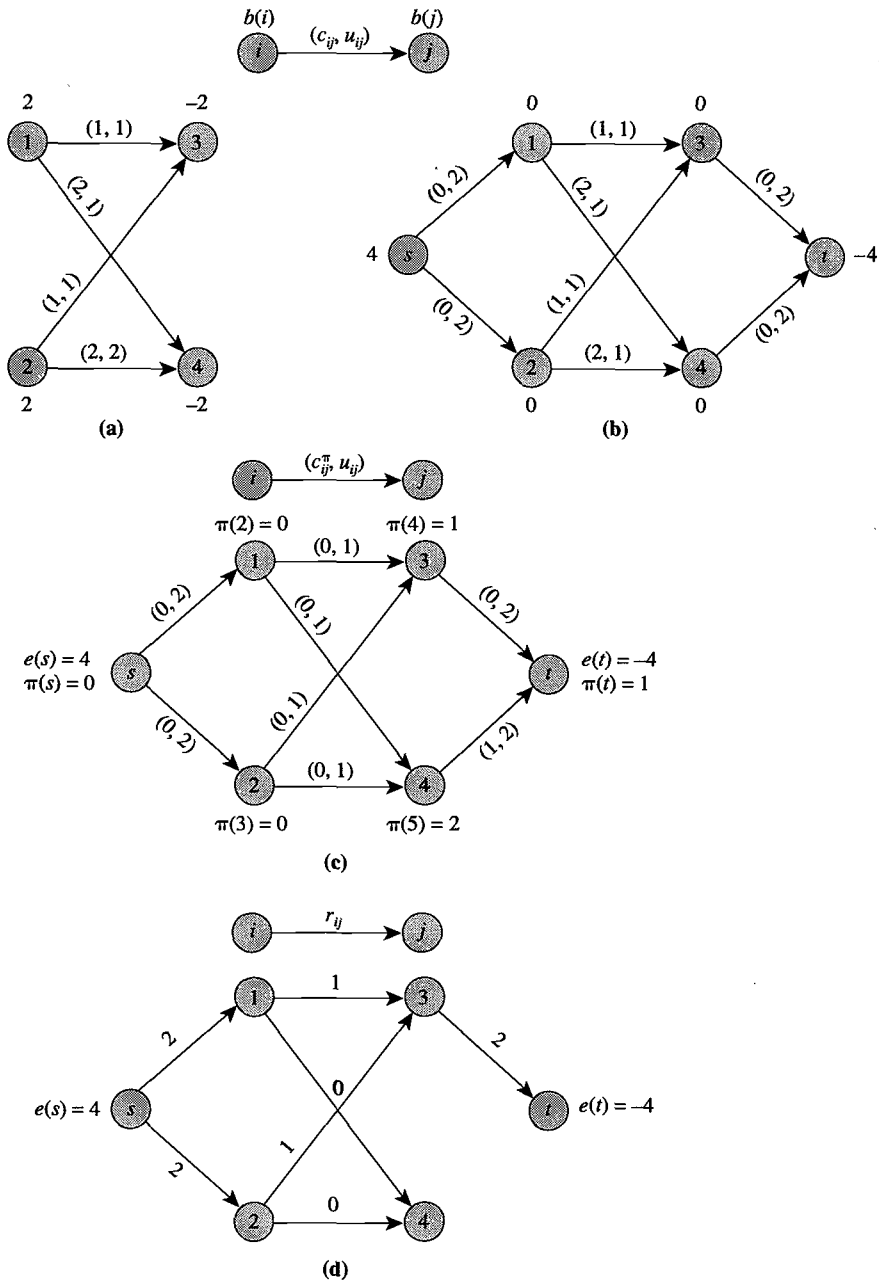 b(i) b(j)
i (c_ij, u_ij) j
2 -2
1 (1, 1) 3
(2, 1)
(1, 1)
2 (2, 2) 4
2 -2
(a)
0 0
1 (1, 1) 3
(0, 2) (2, 1) (0, 2)
4 s t -4
(0, 2) (1, 1) (0, 2)
2 (2, 1) 4
0 0
(b)
i (c^π_ij, u_ij) j
π(2) = 0 π(4) = 1
1 (0, 1) 3
(0, 2) (0, 1) (0, 2)
e(s) = 4 s t e(t) = -4
π(s) = 0 π(t) = 1
(0, 2) (0, 1) (1, 2)
2 (0, 1) 4
π(3) = 0 π(5) = 2
(c)
i r_ij j
1 1 3
2 0 2
e(s) = 4 s t e(t) = -4
2 1
2 0 4
(d)